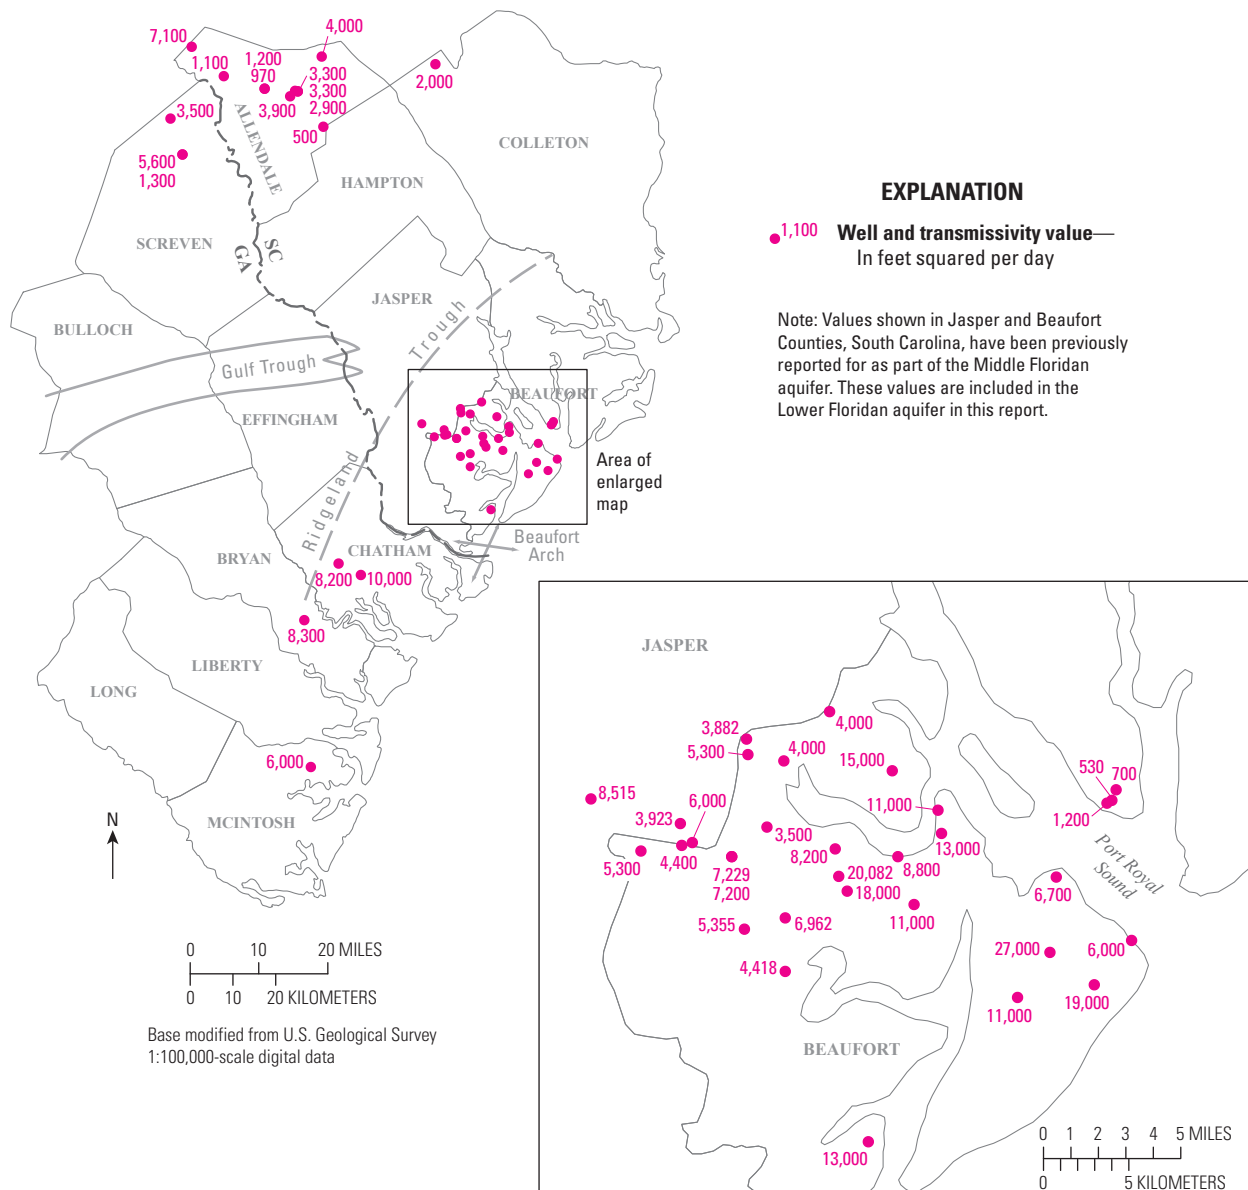 7,100
4,000
1,100
1,200
970
3,300
3,300
2,900
3,900
2,000
3,500
500
5,600
1,300
ALLENDALE
COLLETON
HAMPTON
SCREVEN
SC
GA
JASPER
BULLOCH
Gulf Trough
Ridgeland Trough
EFFINGHAM
BEAUFORT
Area of
enlarged
map
Beaufort
Arch
CHATHAM
BRYAN
8,200
10,000
8,300
LIBERTY
LONG
6,000
MCINTOSH
N
0 10 20 MILES
0 10 20 KILOMETERS
Base modified from U.S. Geological Survey
1:100,000-scale digital data
EXPLANATION
1,100
Well and transmissivity value—
In feet squared per day
Note: Values shown in Jasper and Beaufort
Counties, South Carolina, have been previously
reported for as part of the Middle Floridan
aquifer. These values are included in the
Lower Floridan aquifer in this report.
JASPER
4,000
3,882
5,300
4,000
15,000
530
700
1,200
8,515
6,000
11,000
3,923
3,500
13,000
5,300
4,400
8,200
8,800
7,229
7,200
20,082
18,000
Port Royal
Sound
6,700
11,000
5,355
6,962
27,000
6,000
4,418
19,000
11,000
BEAUFORT
13,000
0 1 2 3 4 5 MILES
0 5 KILOMETERS